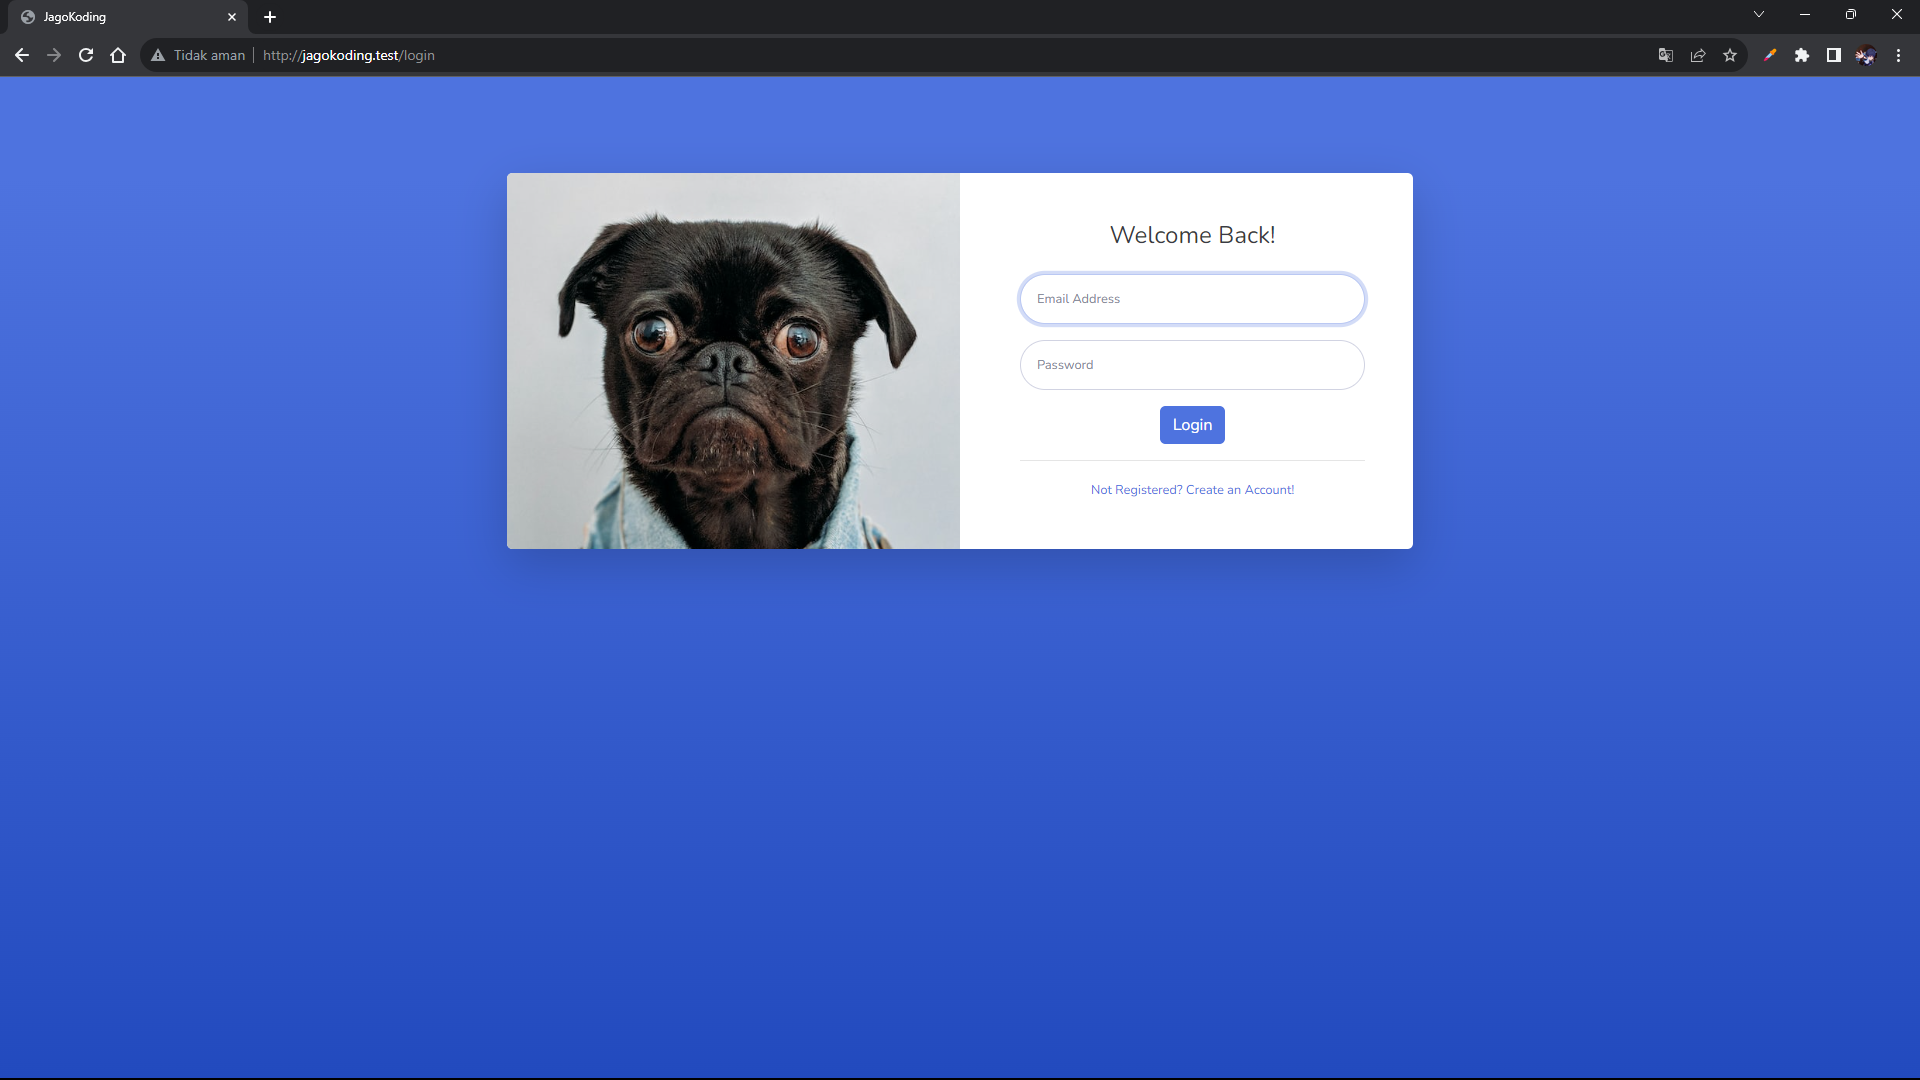 JagoKoding
Tidak aman http://jagokoding.test/login
Welcome Back!
Email Address
Password
Login
Not Registered? Create an Account!